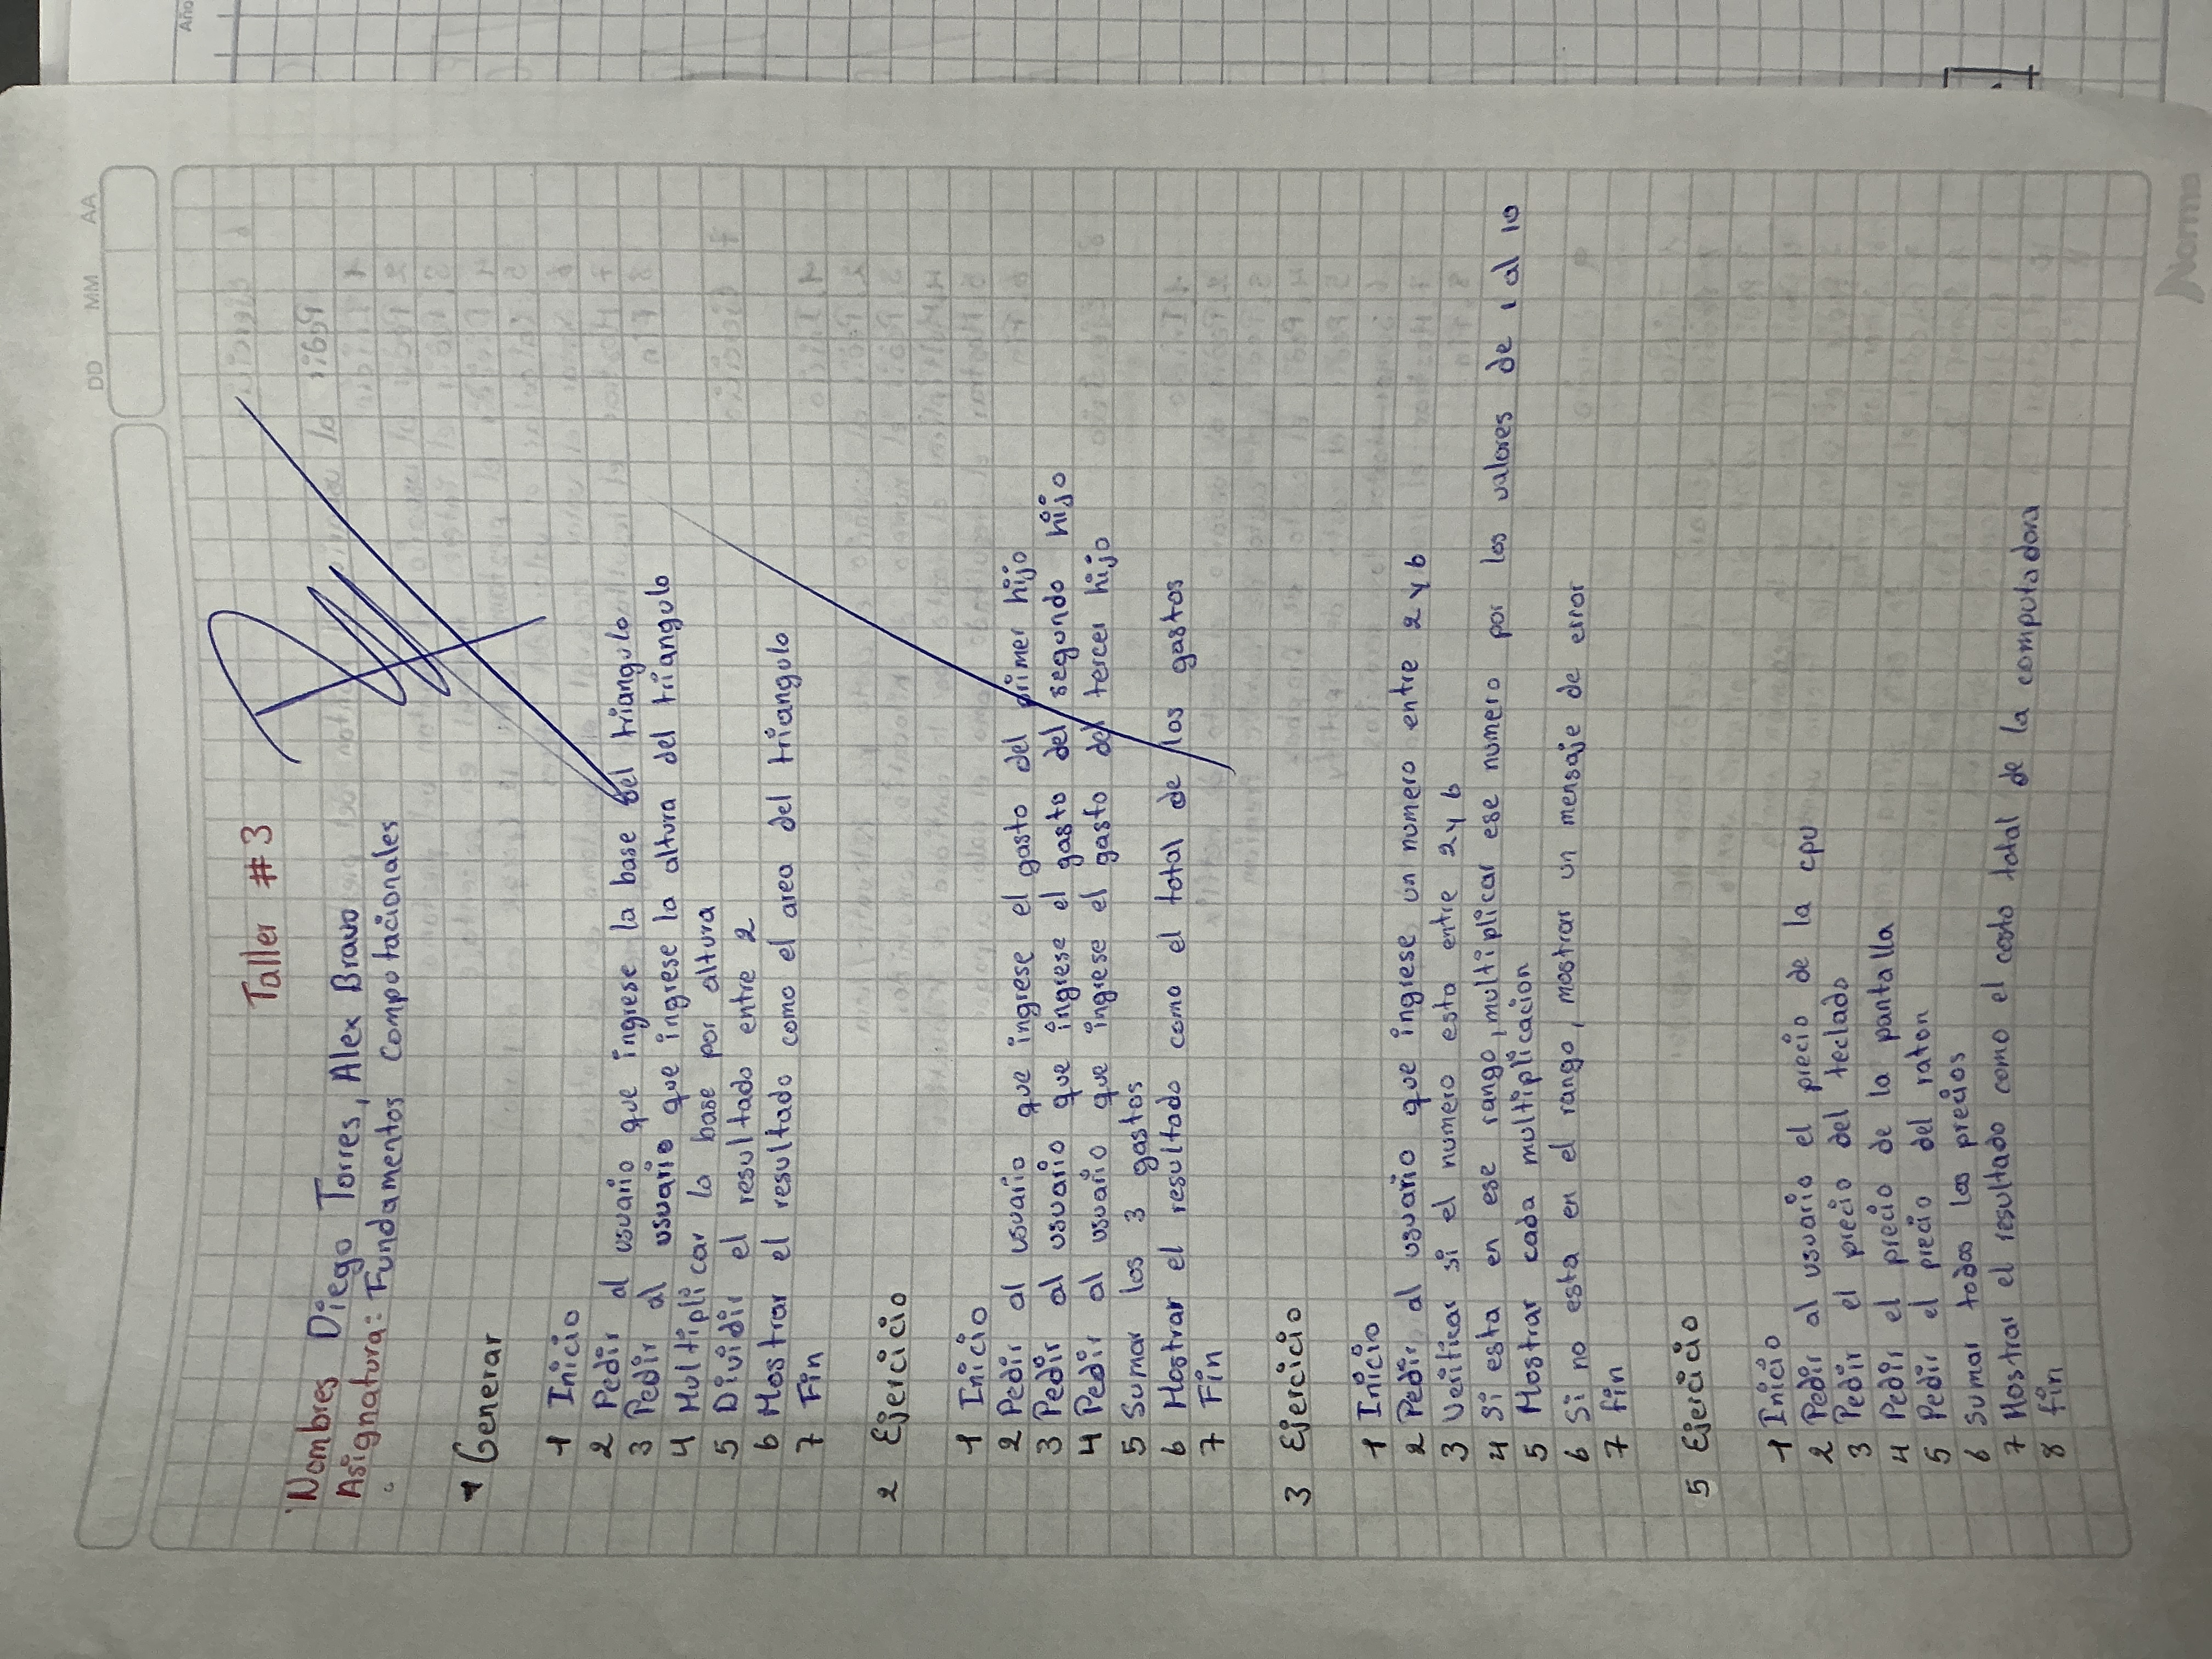 Año
DD MM AA
Taller #3
Nombres Diego Torres, Alex Bravo
Asignatura: Fundamentos Computacionales
1 Generar
1 Inicio
2 Pedir al usuario que ingrese la base del triangulo
3 Pedir al usuario que ingrese la altura del triangulo
4 Multiplicar la base por altura
5 Dividir el resultado entre 2
6 Mostrar el resultado como el area del triangulo
7 Fin
2 Ejercicio
1 Inicio
2 Pedir al usuario que ingrese el gasto del primer hijo
3 Pedir al usuario que ingrese el gasto del segundo hijo
4 Pedir al usuario que ingrese el gasto del tercer hijo
5 Sumar los 3 gastos
6 Mostrar el resultado como el total de los gastos
7 Fin
3 Ejercicio
1 Inicio
2 Pedir al usuario que ingrese un numero entre 2 y 6
3 Verificar si el numero esta entre 2 y 6
4 Si esta en ese rango, multiplicar ese numero por los valores de 1 al 10
5 Mostrar cada multiplicacion
6 Si no esta en el rango, mostrar un mensaje de error
7 fin
5 Ejercicio
1 Inicio
2 Pedir al usuario el precio de la cpu
3 Pedir el precio del teclado
4 Pedir el precio de la pantalla
5 Pedir el precio del raton
6 Sumar todos los precios
7 Mostrar el resultado como el costo total de la computadora
8 fin
Norma